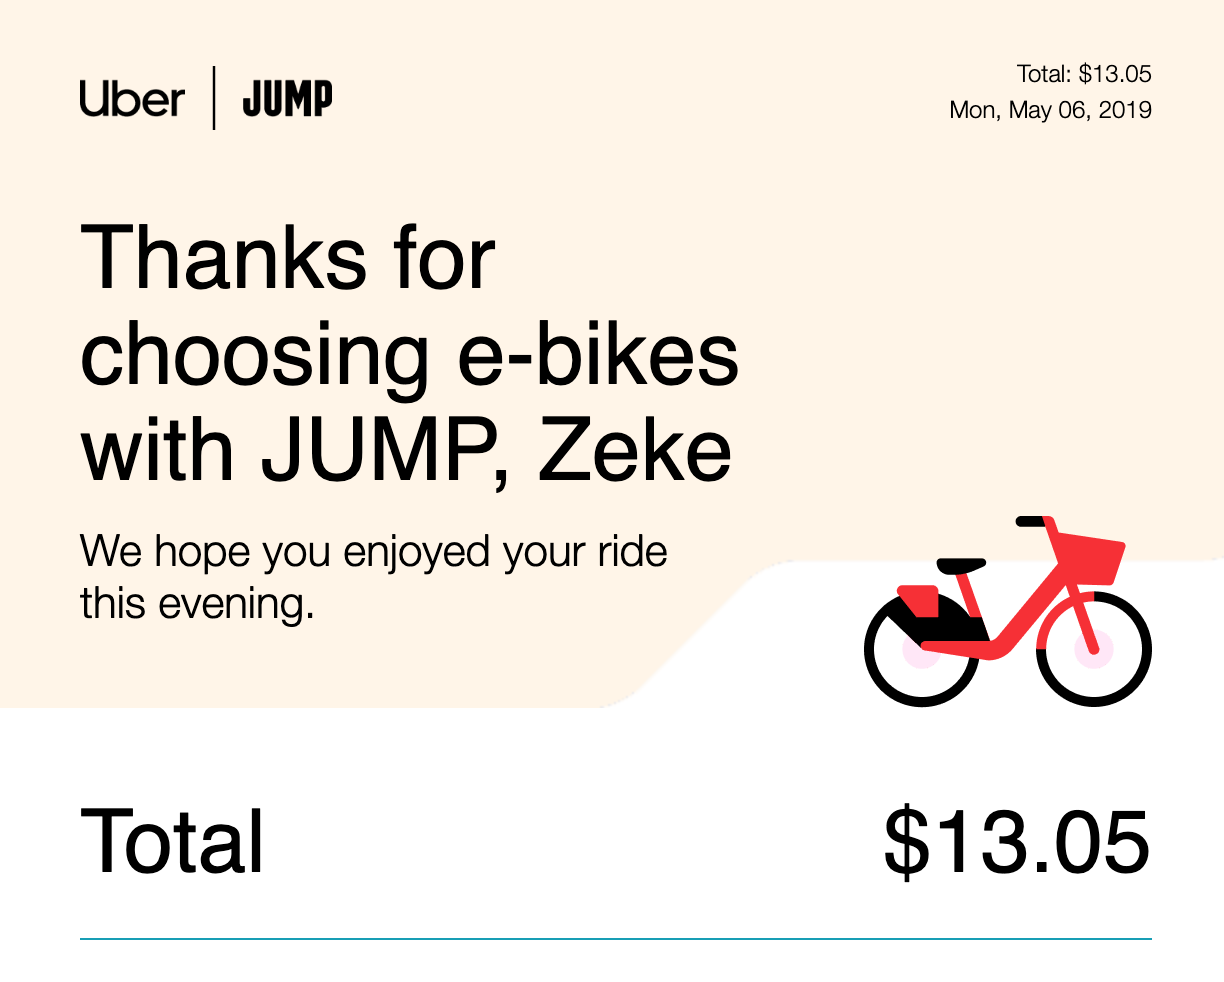 Uber | JUMP
Total: $13.05
Mon, May 06, 2019
Thanks for
choosing e-bikes
with JUMP, Zeke
We hope you enjoyed your ride
this evening.
Total $13.05